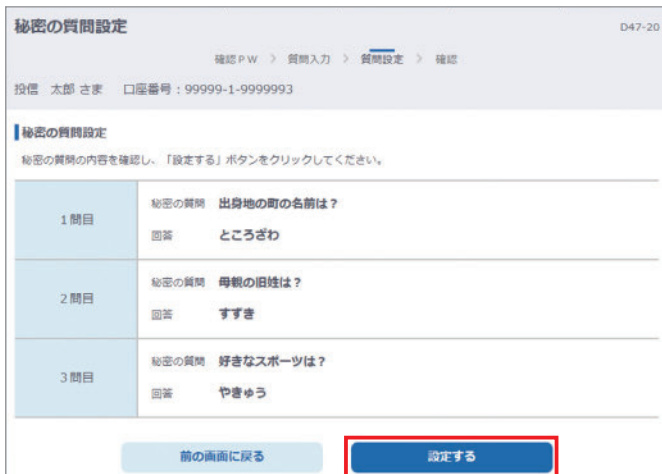 秘密の質問設定
D47-20
確認PW > 質問入力 > 質問設定 > 確認
投信 太郎 さま 口座番号：99999-1-9999993
秘密の質問設定
秘密の質問の内容を確認し、「設定する」ボタンをクリックしてください。
1問目
秘密の質問 出身地の町の名前は？
回答 ところざわ
2問目
秘密の質問 母親の旧姓は？
回答 すずき
3問目
秘密の質問 好きなスポーツは？
回答 やきゅう
前の画面に戻る 設定する